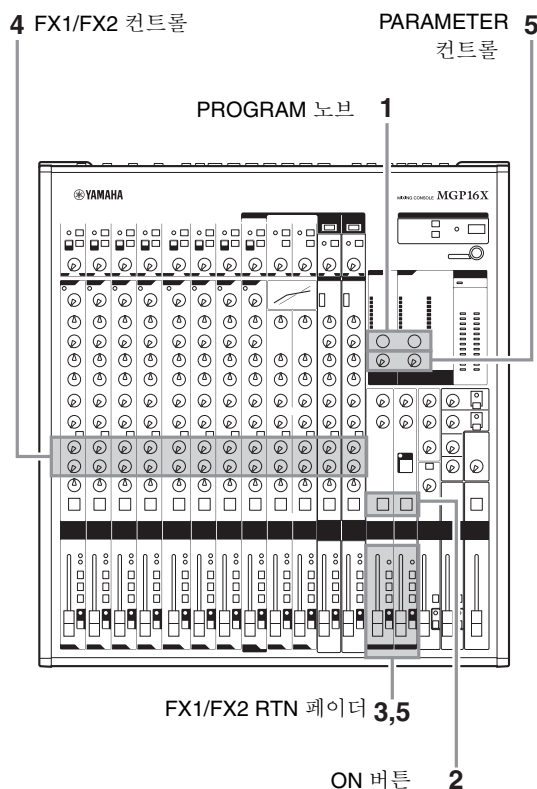 4 FX1/FX2 컨트롤
PARAMETER 5
컨트롤
PROGRAM 노브 1
YAMAHA
MIXING CONSOLE MGP16X
FX1/FX2 RTN 페이더 3,5
ON 버튼 2